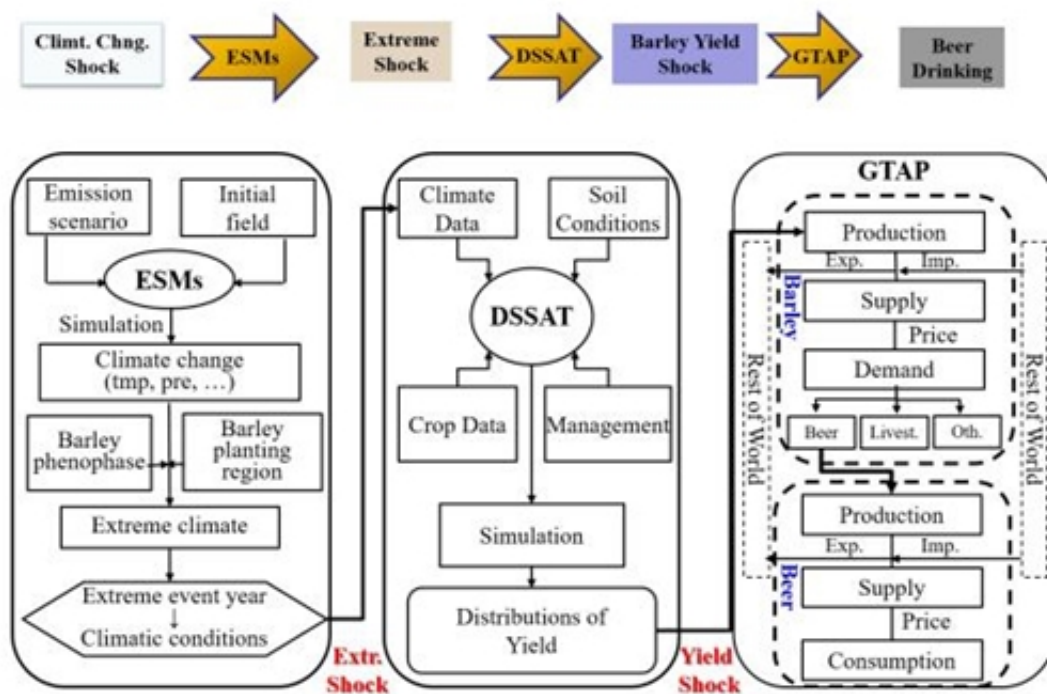 Climt. Chng.
Shock
ESMs
Extreme
Shock
DSSAT
Barley Yield
Shock
GTAP
Beer
Drinking
Emission
scenario
Initial
field
ESMs
Simulation
Climate change
(tmp, pre, …)
Barley
phenophase
Barley
planting
region
Extreme climate
Extreme event year
Climatic conditions
Extr.
Shock
Climate
Data
Soil
Conditions
DSSAT
Crop Data
Management
Simulation
Distributions of
Yield
Yield
Shock
GTAP
Production
Exp.
Imp.
Barley
Supply
Price
Demand
Beer
Livest.
Oth.
Rest of World
Rest of World
Production
Exp.
Imp.
Beer
Supply
Price
Consumption